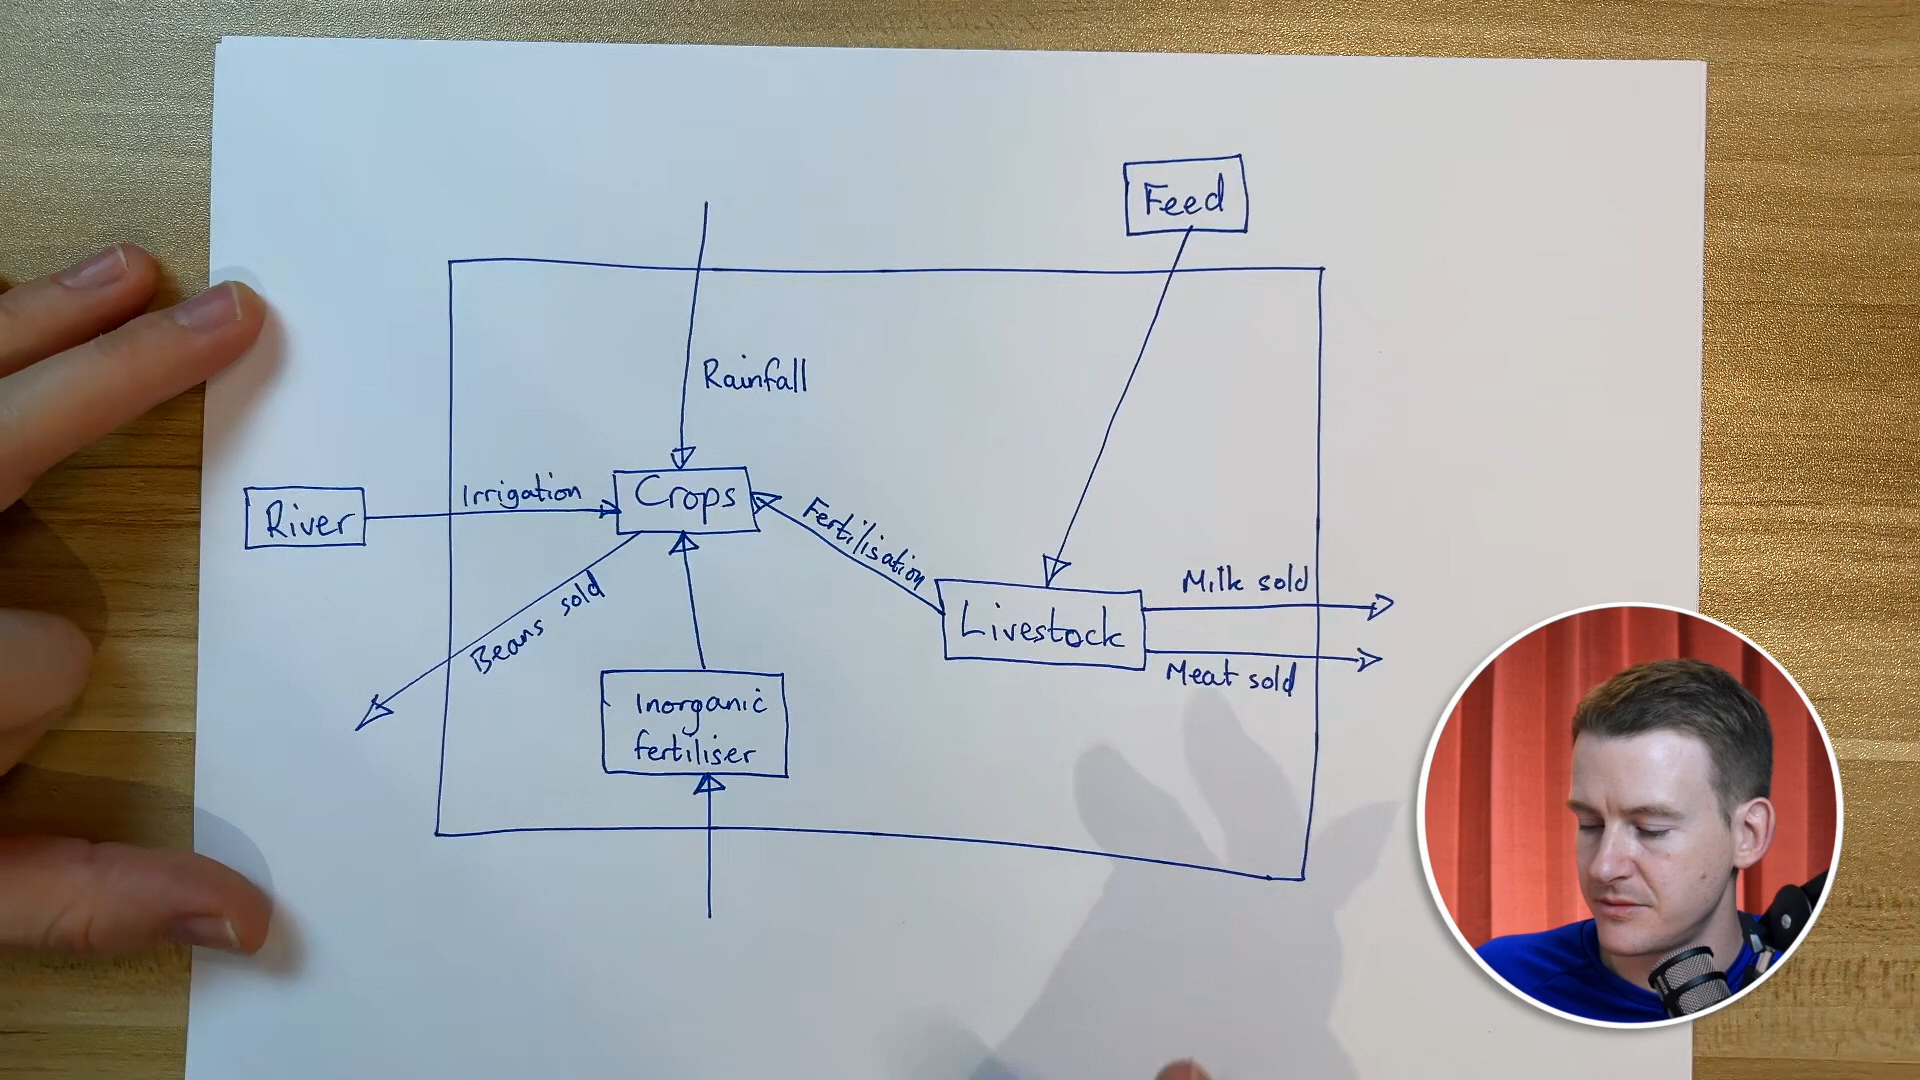 Feed
Rainfall
Irrigation
Crops
River
Fertilisation
Milk sold
Beans sold
Livestock
Meat sold
Inorganic
fertiliser